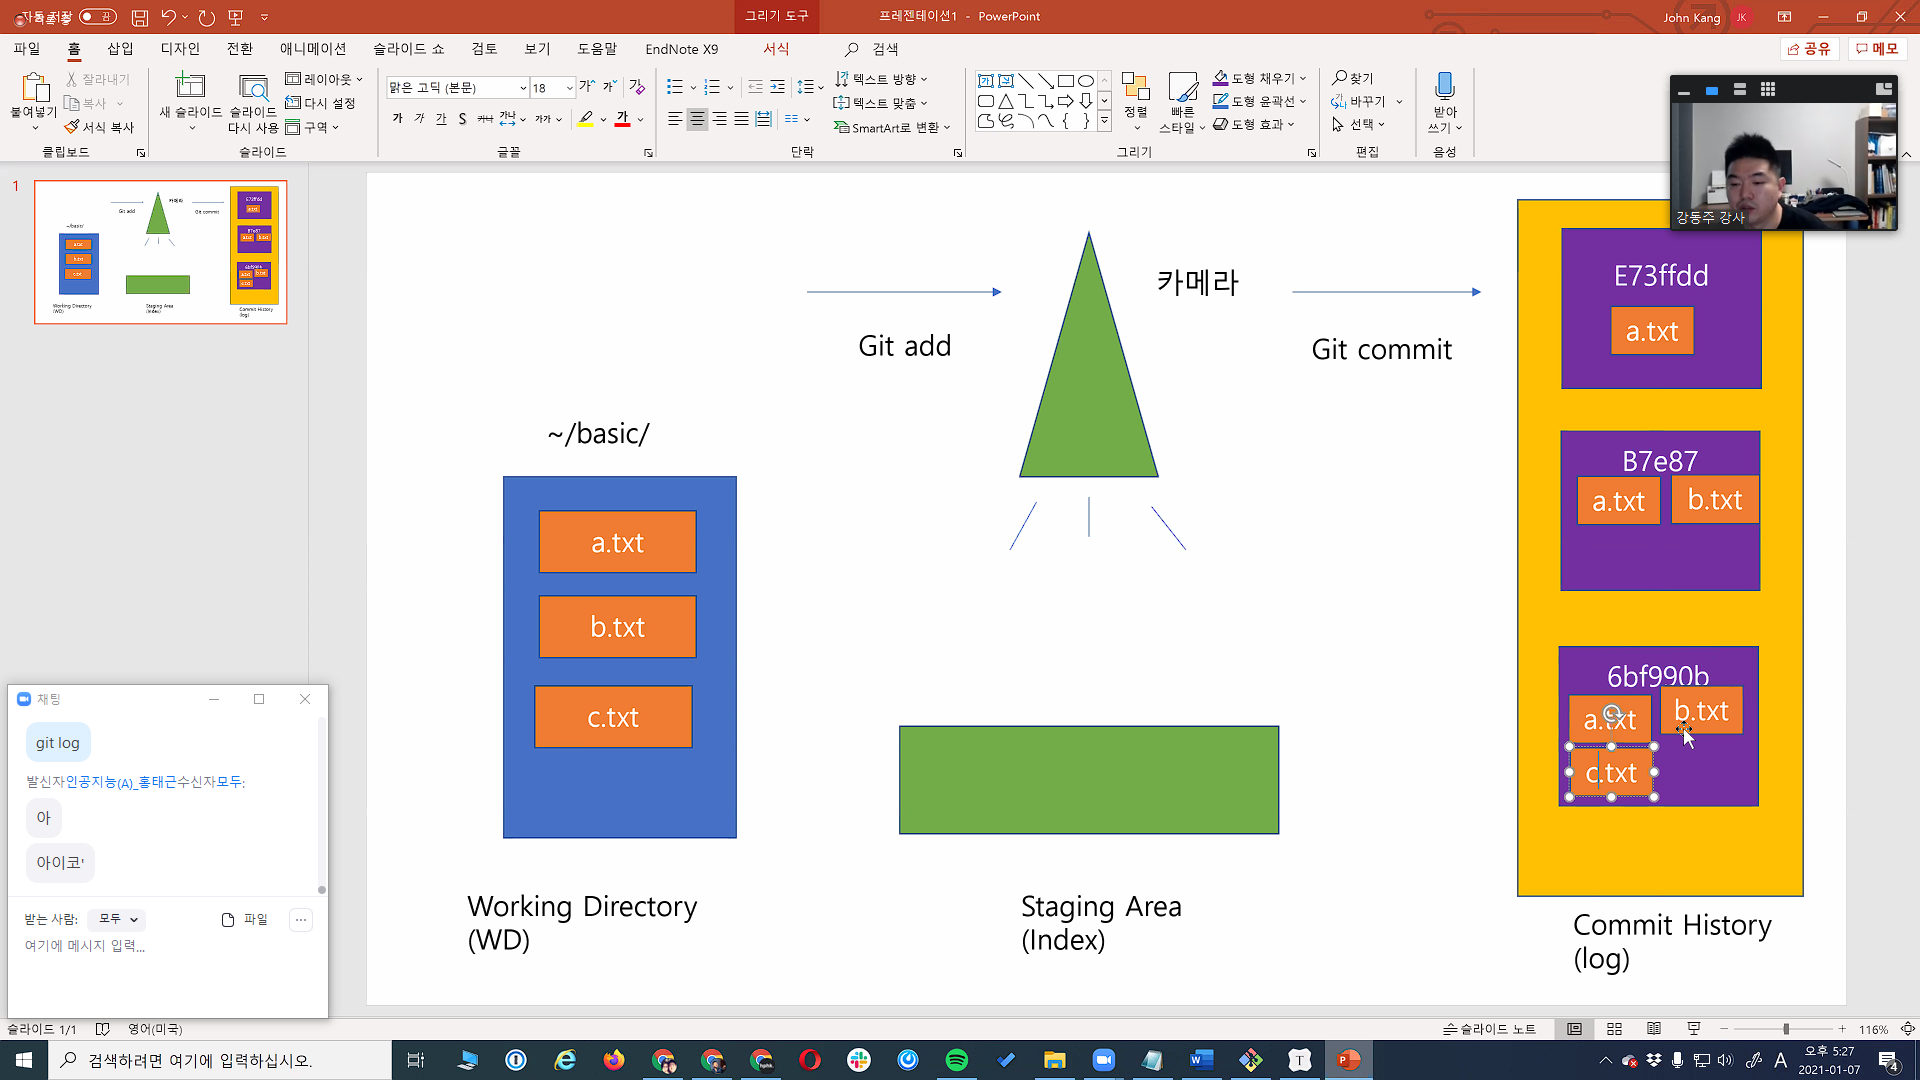 그리기 도구
프레젠테이션1 - PowerPoint
John Kang
JK
파일
홈
삽입
디자인
전환
애니메이션
슬라이드 쇼
검토
보기
도움말
EndNote X9
서식
검색
공유
메모
붙여넣기
잘라내기
복사
서식 복사
클립보드
새 슬라이드
슬라이드
다시 사용
레이아웃
다시 설정
구역
슬라이드
맑은 고딕 (본문)
18
글꼴
텍스트 방향
텍스트 맞춤
SmartArt로 변환
단락
정렬
빠른
스타일
도형 채우기
도형 윤곽선
도형 효과
그리기
찾기
바꾸기
선택
편집
받아
쓰기
음성
강동주 강사
1
카메라
Git add
Git commit
~/basic/
a.txt
b.txt
c.txt
Working Directory
(WD)
Staging Area
(Index)
E73ffdd
a.txt
B7e87
a.txt
b.txt
6bf990b
a.txt
b.txt
c.txt
Commit History
(log)
채팅
git log
발신자인공지능(A)_홍태근수신자모두:
아
아이코'
받는 사람:
모두
파일
여기에 메시지 입력...
슬라이드 1/1
영어(미국)
슬라이드 노트
116%
검색하려면 여기에 입력하십시오.
A
오후 5:27
2021-01-07
4